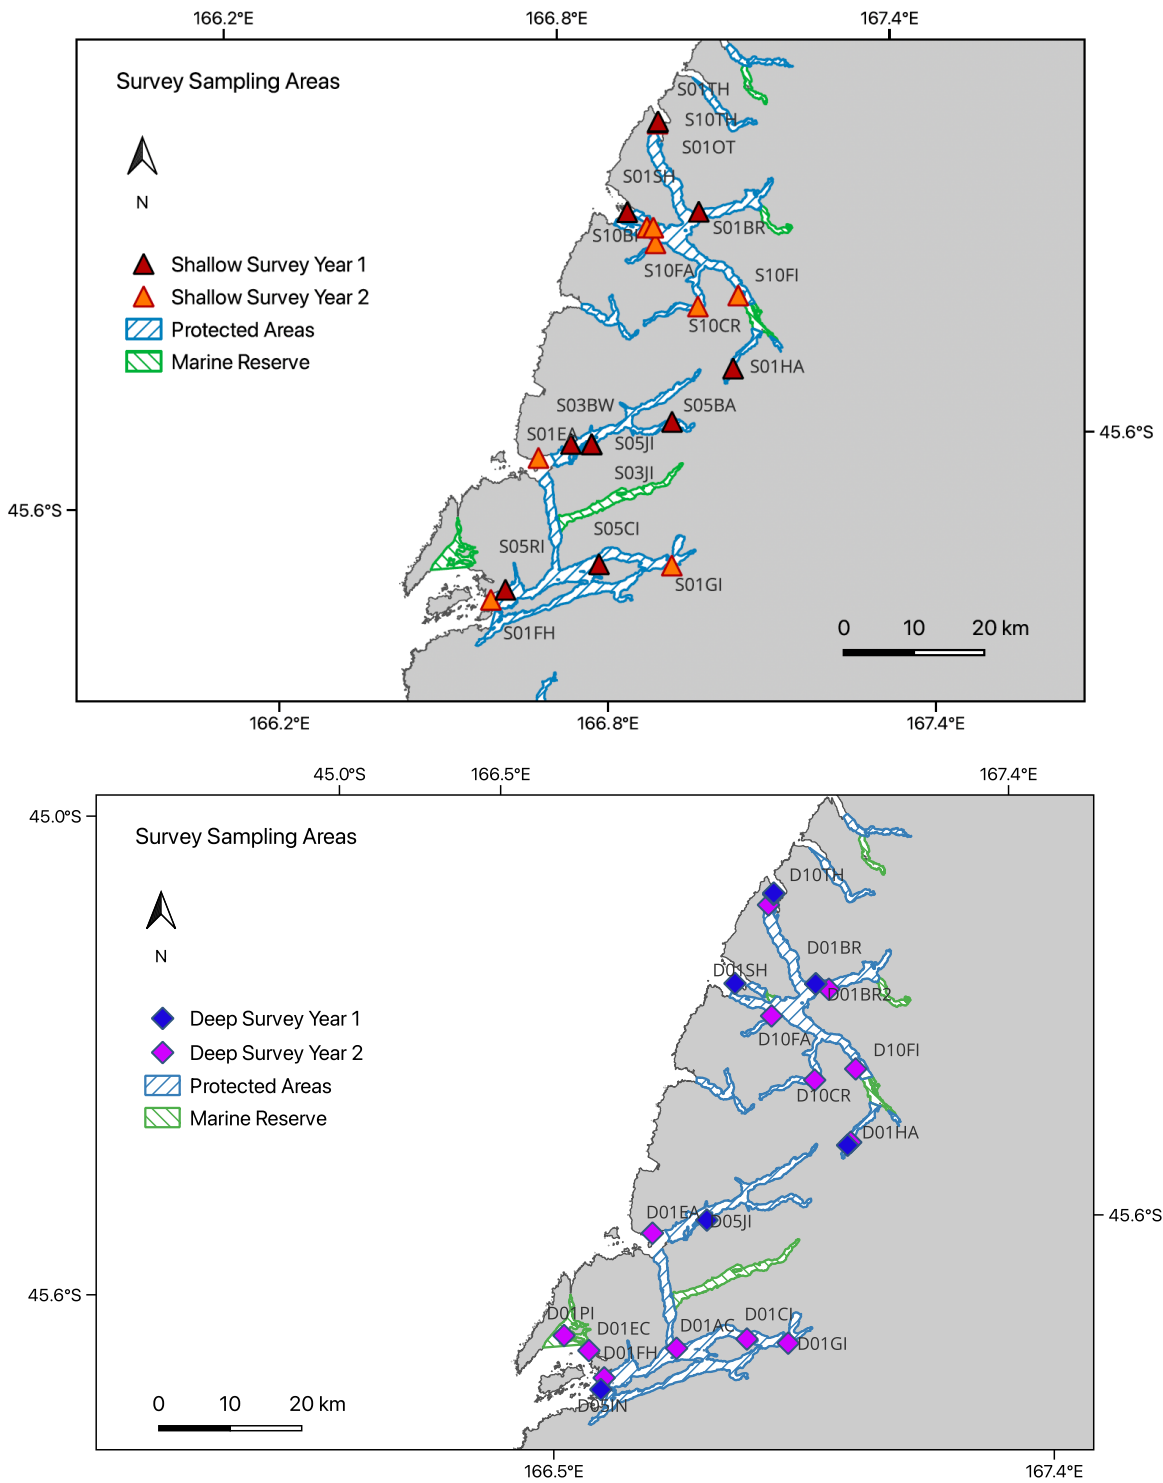 166.2°E 166.8°E 167.4°E
Survey Sampling Areas
S01TH
S10TH
S01OT
N
S01SH
S01BR
Shallow Survey Year 1
S10FA
S10FI
Shallow Survey Year 2
S10CR
Protected Areas
Marine Reserve
S01HA
S03BW
S05BA
S01EA
S05JI
45.6°S
S03JI
45.6°S
S05CI
S05RI
S01GI
S01FH
0 10 20 km
166.2°E 166.8°E 167.4°E
45.0°S 166.5°E 167.4°E
45.0°S
Survey Sampling Areas
D10TH
N
D01BR
D01SH
D01BR2
Deep Survey Year 1
D10FA
D10FI
Deep Survey Year 2
Protected Areas
D10CR
Marine Reserve
D01HA
D01EA
D05JI
45.6°S
45.6°S
D01PI
D01EC
D01AC
D01CI
D01GI
D01FH
D05IN
0 10 20 km
166.5°E 167.4°E